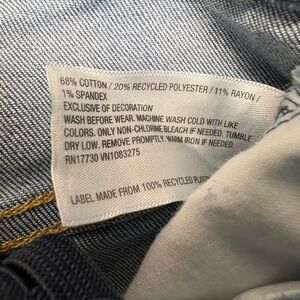 68% COTTON / 20% RECYCLED POLYESTER / 11% RAYON /
1% SPANDEX
EXCLUSIVE OF DECORATION
WASH BEFORE WEAR. MACHINE WASH COLD WITH LIKE
COLORS. ONLY NON-CHLORINE BLEACH IF NEEDED. TUMBLE
DRY LOW. REMOVE PROMPTLY. WARM IRON IF NEEDED.
RN17730 VN1083275
LABEL MADE FROM 100% RECYCLED